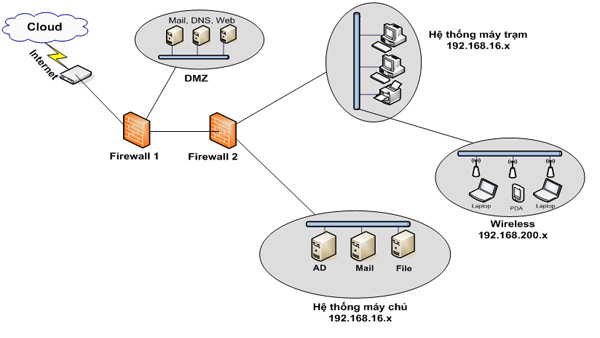 Cloud
Internet
Mail, DNS, Web
DMZ
Firewall 1
Firewall 2
Hệ thống máy trạm
192.168.16.x
Laptop
PDA
Laptop
Wireless
192.168.200.x
AD
Mail
File
Hệ thống máy chủ
192.168.16.x